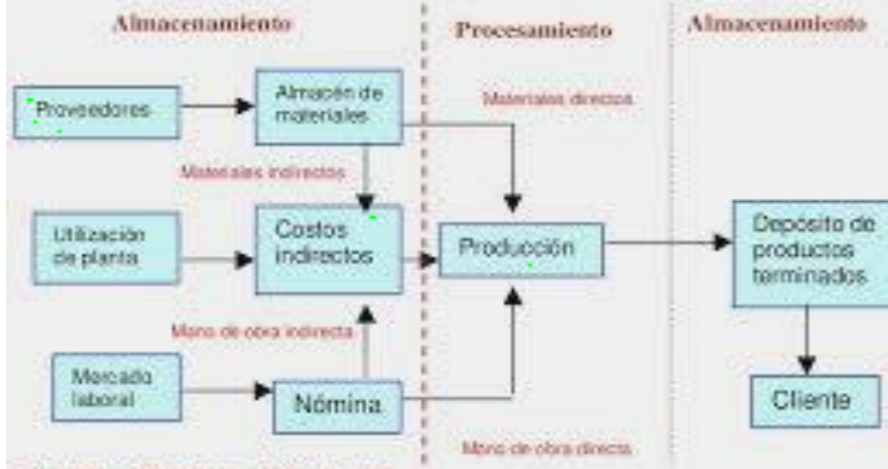 Almacenamiento
Procesamiento
Almacenamiento
Proveedores
Almacén de
materiales
Materiales directos
Materiales indirectos
Utilización
de planta
Costos
indirectos
Producción
Depósito de
productos
terminados
Mano de obra indirecta
Mercado
laboral
Nómina
Cliente
Mano de obra directa